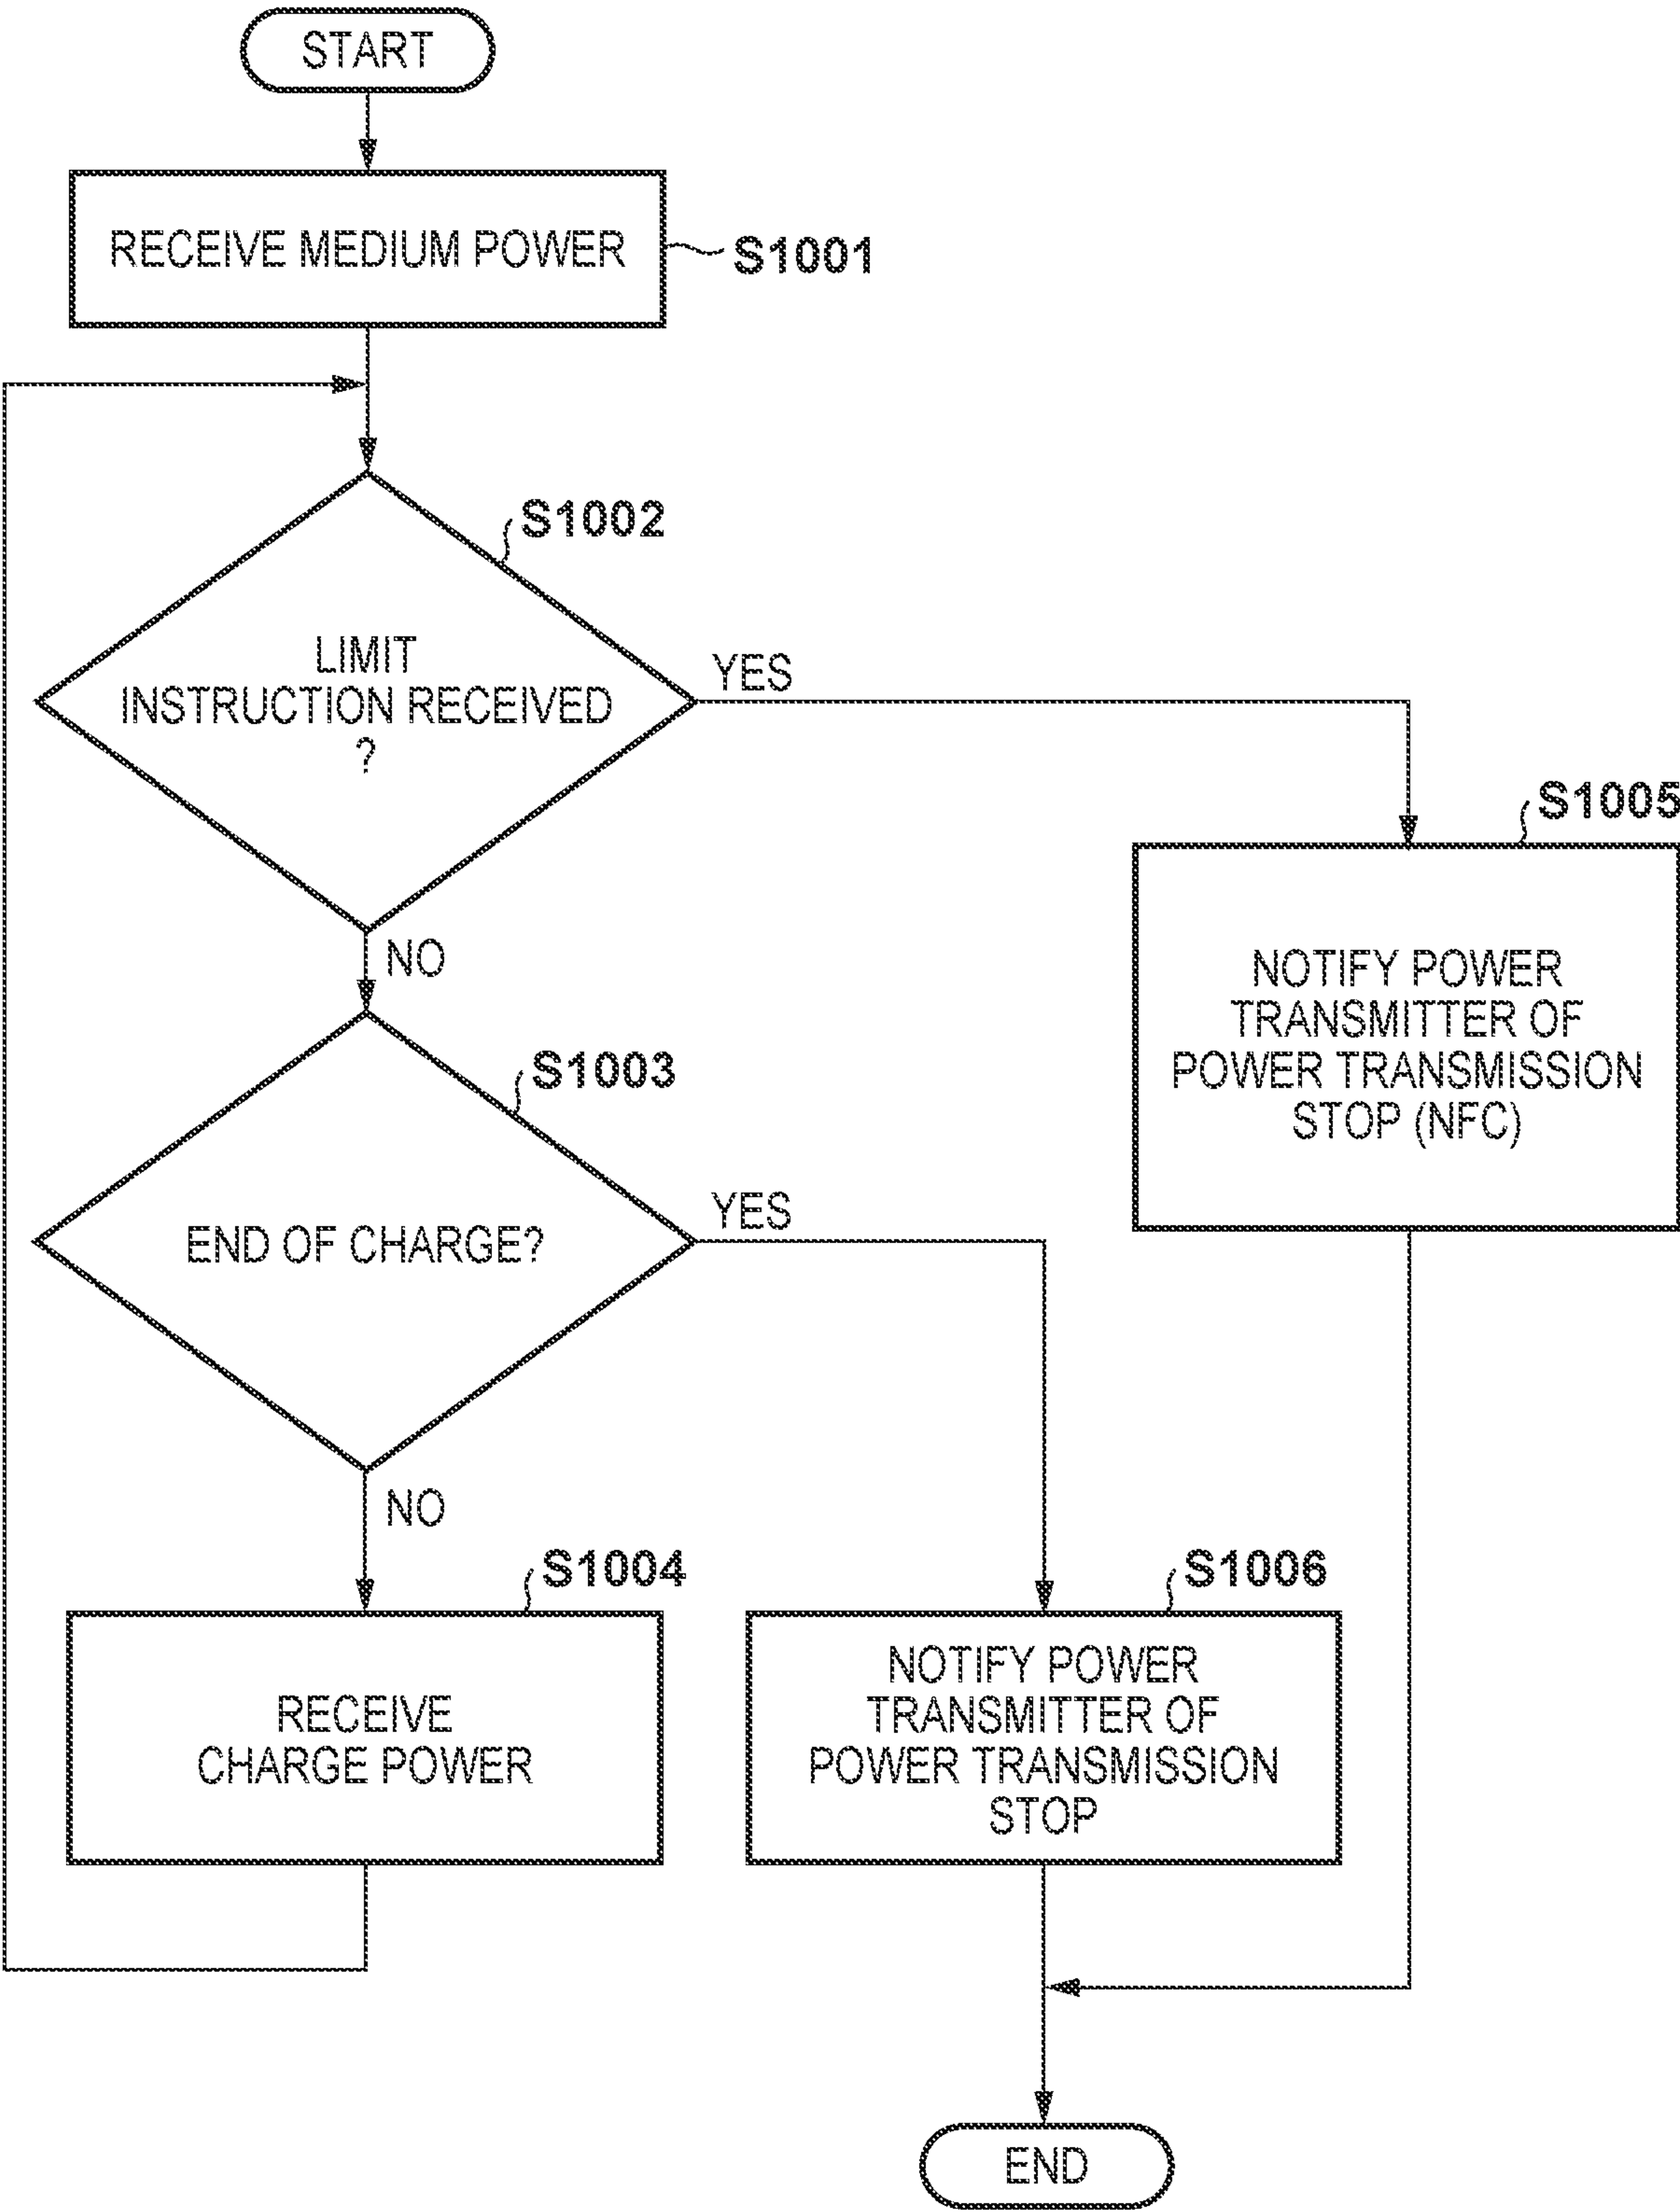 START
RECEIVE MEDIUM POWER
S1001
S1002
LIMIT
INSTRUCTION RECEIVED
?
YES
NO
S1005
NOTIFY POWER
TRANSMITTER OF
POWER TRANSMISSION
STOP (NFC)
S1003
END OF CHARGE?
YES
NO
S1004
RECEIVE
CHARGE POWER
S1006
NOTIFY POWER
TRANSMITTER OF
POWER TRANSMISSION
STOP
END